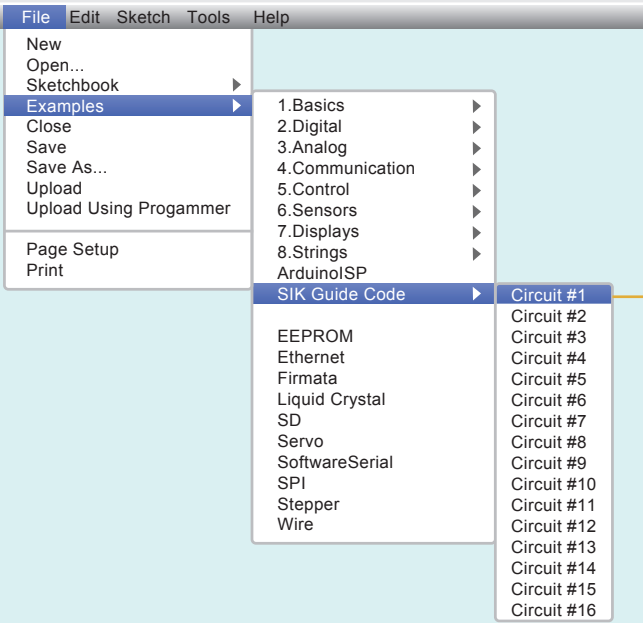 File Edit Sketch Tools Help
New
Open...
Sketchbook
Examples
Close
Save
Save As...
Upload
Upload Using Progammer
Page Setup
Print
1.Basics
2.Digital
3.Analog
4.Communication
5.Control
6.Sensors
7.Displays
8.Strings
ArduinoISP
SIK Guide Code
EEPROM
Ethernet
Firmata
Liquid Crystal
SD
Servo
SoftwareSerial
SPI
Stepper
Wire
Circuit #1
Circuit #2
Circuit #3
Circuit #4
Circuit #5
Circuit #6
Circuit #7
Circuit #8
Circuit #9
Circuit #10
Circuit #11
Circuit #12
Circuit #13
Circuit #14
Circuit #15
Circuit #16